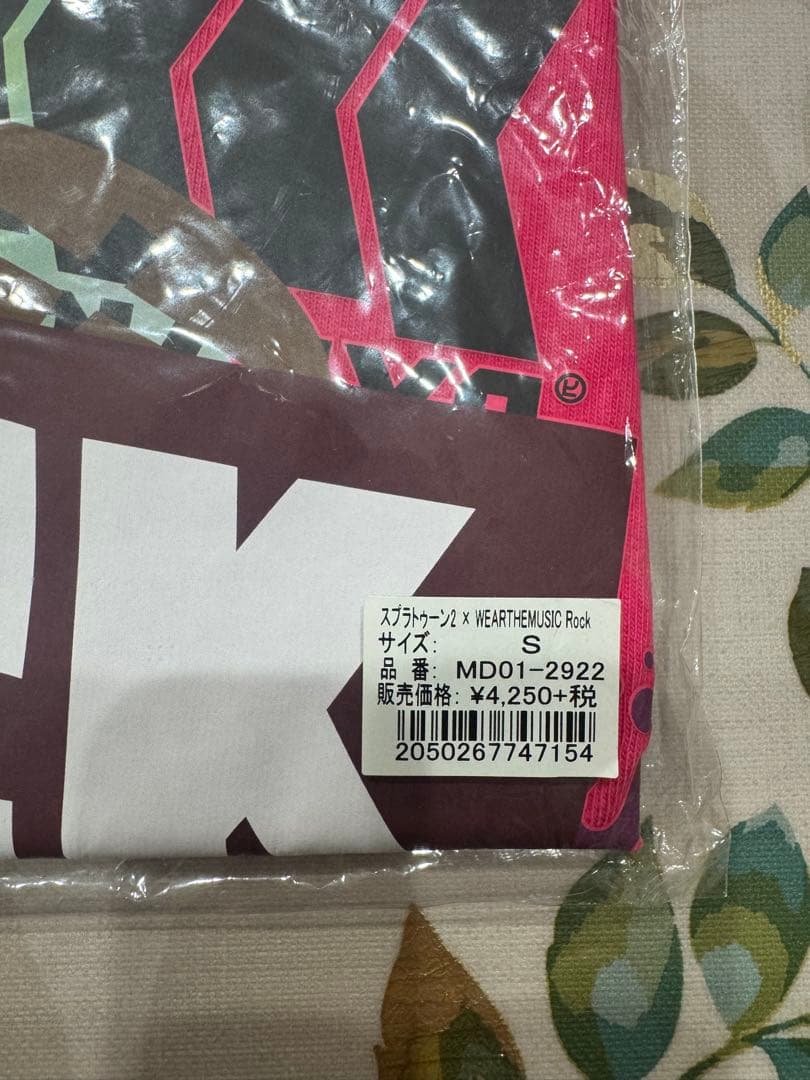 K
スプラトゥーン2 × WEARTHEMUSIC Rock
サイズ: S
品 番: MD01-2922
販売価格: ¥4,250+税
2050267747154